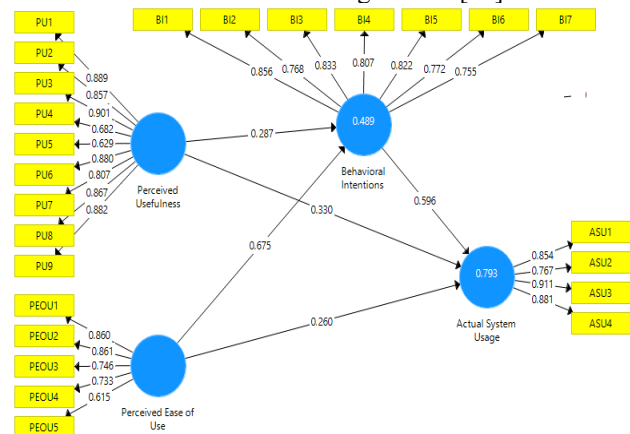 PU1
PU2
PU3
PU4
PU5
PU6
PU7
PU8
PU9
0.889
0.857
0.901
0.682
0.629
0.880
0.807
0.867
0.882
Perceived
Usefulness
BI1
BI2
BI3
BI4
BI5
BI6
BI7
0.856
0.768
0.833
0.807
0.822
0.772
0.755
0.489
Behavioral
Intentions
0.287
0.330
0.675
0.596
0.260
PEOU1
PEOU2
PEOU3
PEOU4
PEOU5
0.860
0.861
0.746
0.733
0.615
Perceived Ease of
Use
0.793
Actual System
Usage
0.854
0.767
0.911
0.881
ASU1
ASU2
ASU3
ASU4